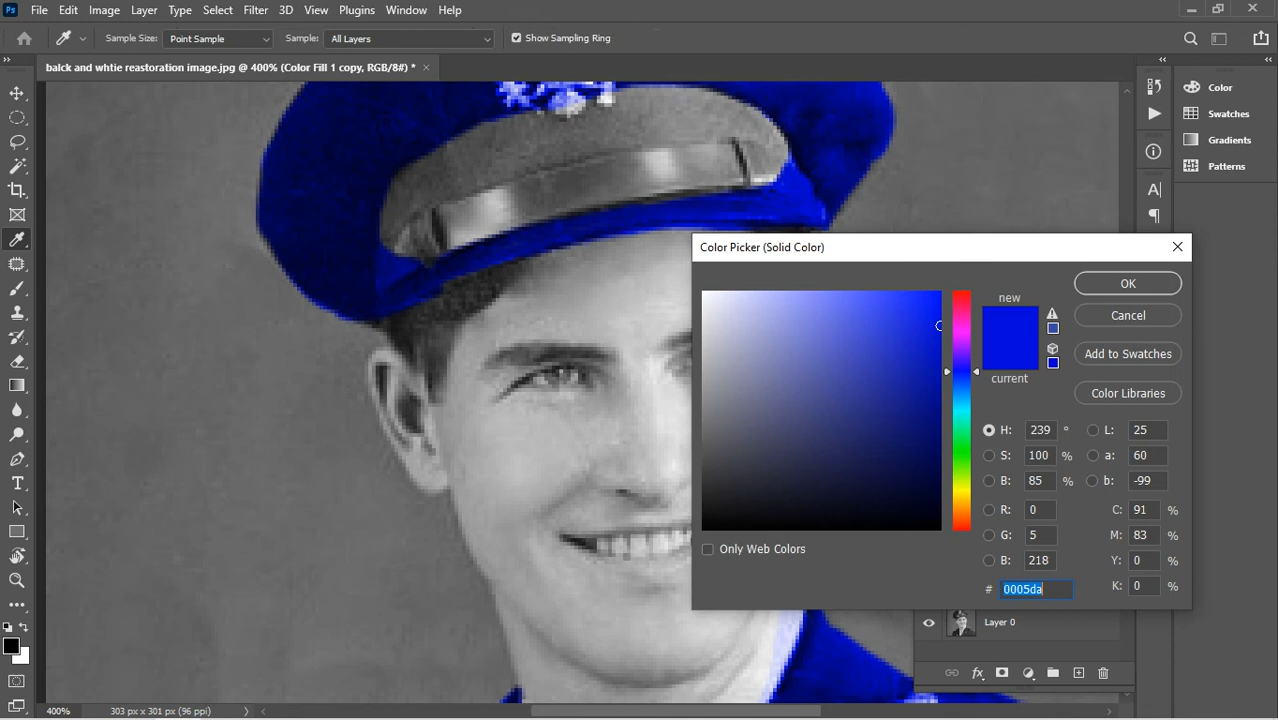 Ps File Edit Image Layer Type Select Filter 3D View Plugins Window Help
Sample Size: Point Sample Sample: All Layers Show Sampling Ring
balck and whtie reastoration image.jpg @ 400% (Color Fill 1 copy, RGB/8#) * ×
Color
Swatches
Gradients
Patterns
Color Picker (Solid Color)
new
current
OK
Cancel
Add to Swatches
Color Libraries
H: 239 ° L: 25
S: 100 % a: 60
B: 85 % b: -99
R: 0 C: 91 %
G: 5 M: 83 %
B: 218 Y: 0 %
# 0005da K: 0 %
Only Web Colors
Layer 0
fx
400% 303 px x 301 px (96 ppi)